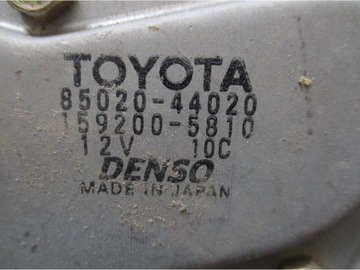 TOYOTA
85020-44020
159200-5810
12V 10C
DENSO
MADE IN JAPAN